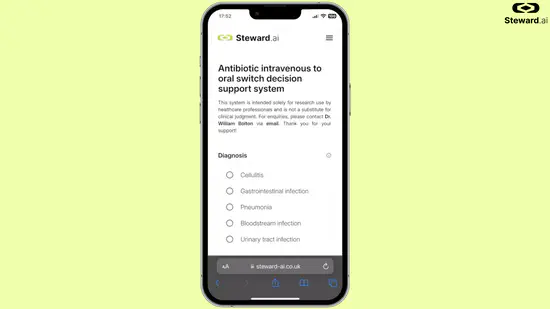 17:52
Steward.ai
Steward.ai
Antibiotic intravenous to
oral switch decision
support system
This system is intended solely for research use by
healthcare professionals and is not a substitute for
clinical judgment. For enquiries, please contact Dr.
William Bolton via email. Thank you for your
support!
Diagnosis
Cellulitis
Gastrointestinal infection
Pneumonia
Bloodstream infection
Urinary tract infection
AA steward-ai.co.uk